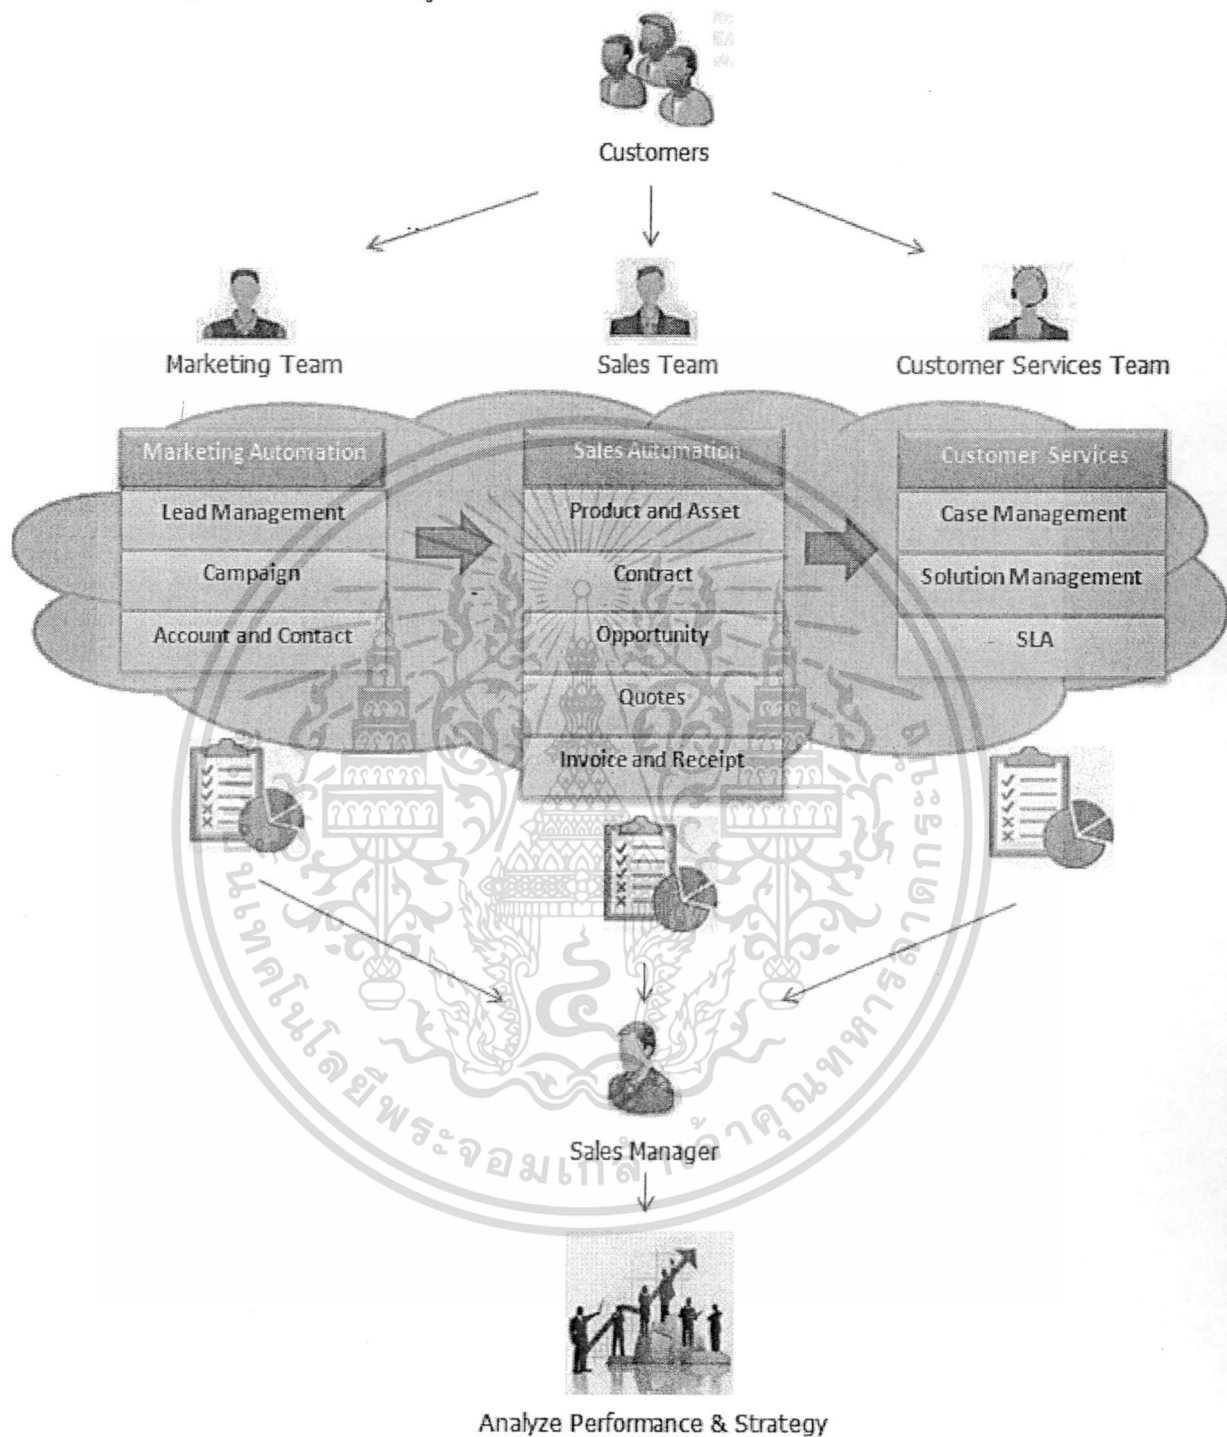 Customers
Marketing Team
Sales Team
Customer Services Team
Marketing Automation
Lead Management
Campaign
Account and Contact
Sales Automation
Product and Asset
Contract
Opportunity
Quotes
Invoice and Receipt
Customer Services
Case Management
Solution Management
SLA
Sales Manager
Analyze Performance & Strategy